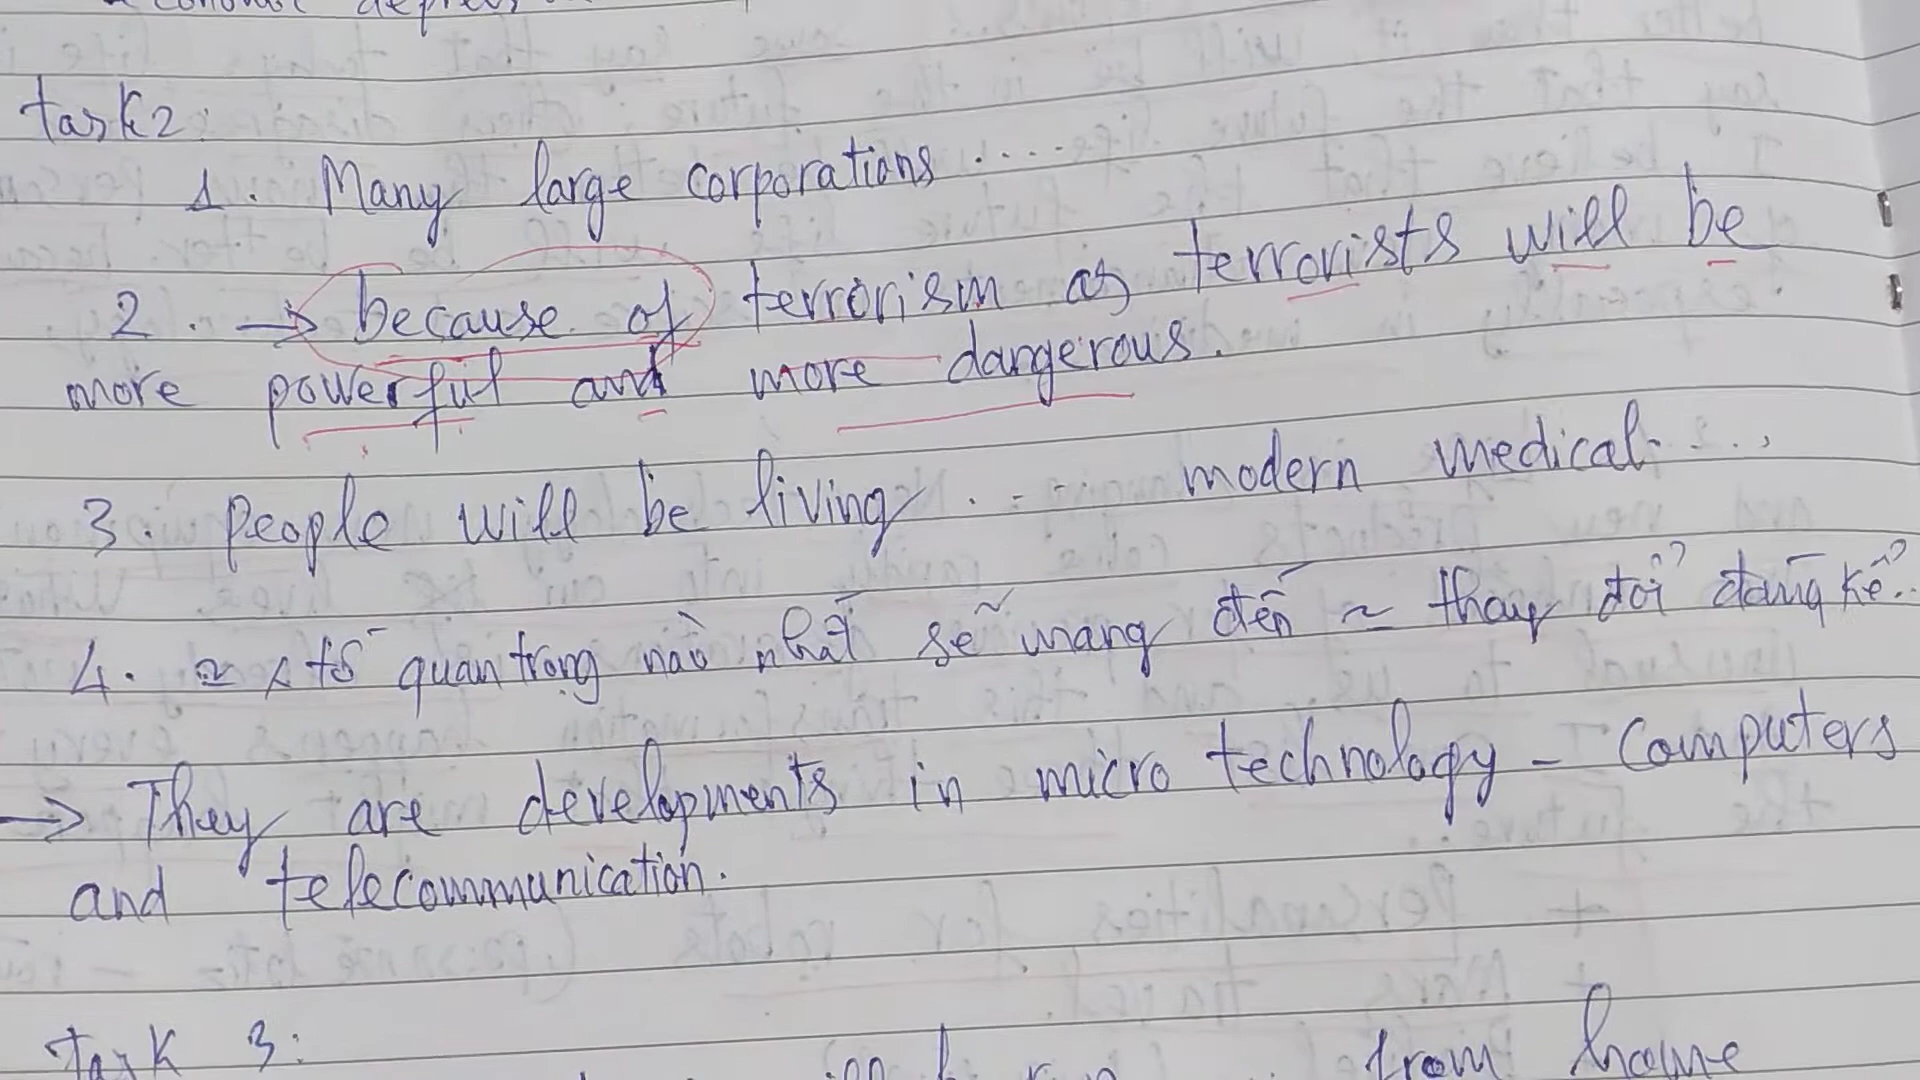 task 2:
1. Many large corporations .....
2. → because of terrorism as terrorists will be
more powerful and more dangerous.
3. People will be living ..... modern medical ....
4. ~ x tố quan trọng nào nhất sẽ mang đến ~ thay đổi đáng kể.
→ They are developments in micro technology - Computers
and telecommunication.
task 3:
from home